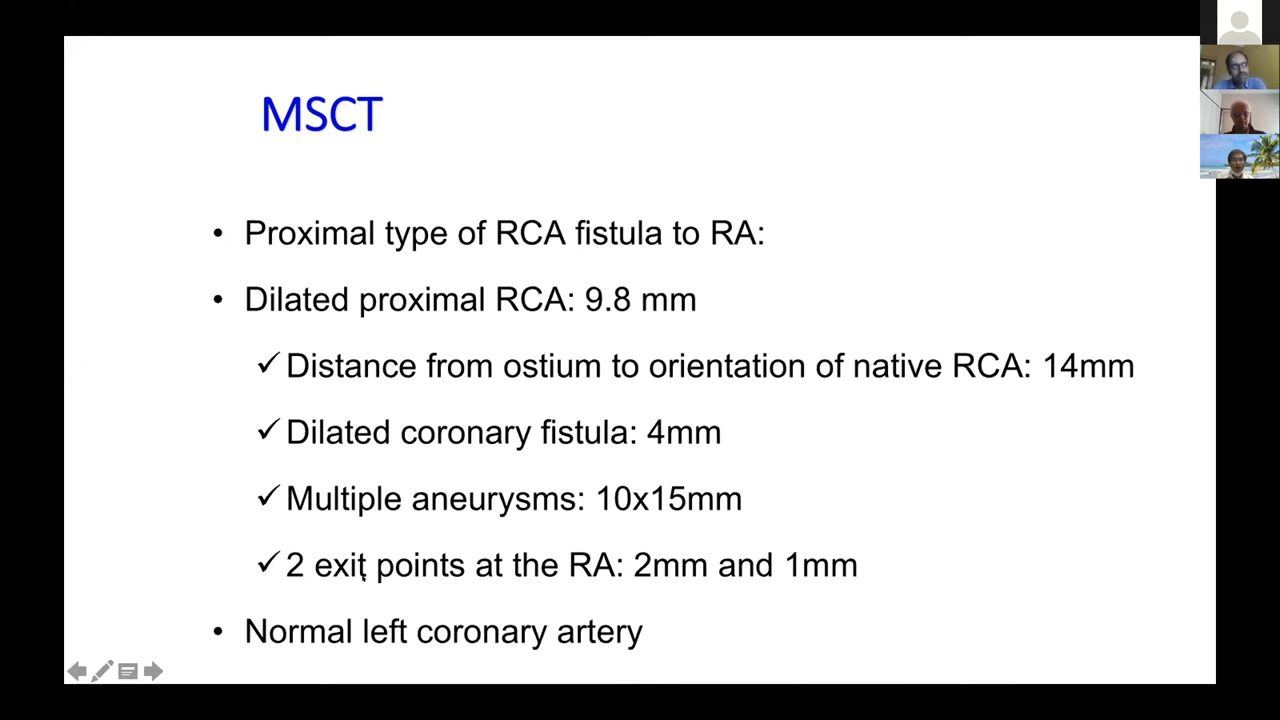 MSCT
• Proximal type of RCA fistula to RA:
• Dilated proximal RCA: 9.8 mm
✓ Distance from ostium to orientation of native RCA: 14mm
✓ Dilated coronary fistula: 4mm
✓ Multiple aneurysms: 10x15mm
✓ 2 exit points at the RA: 2mm and 1mm
• Normal left coronary artery